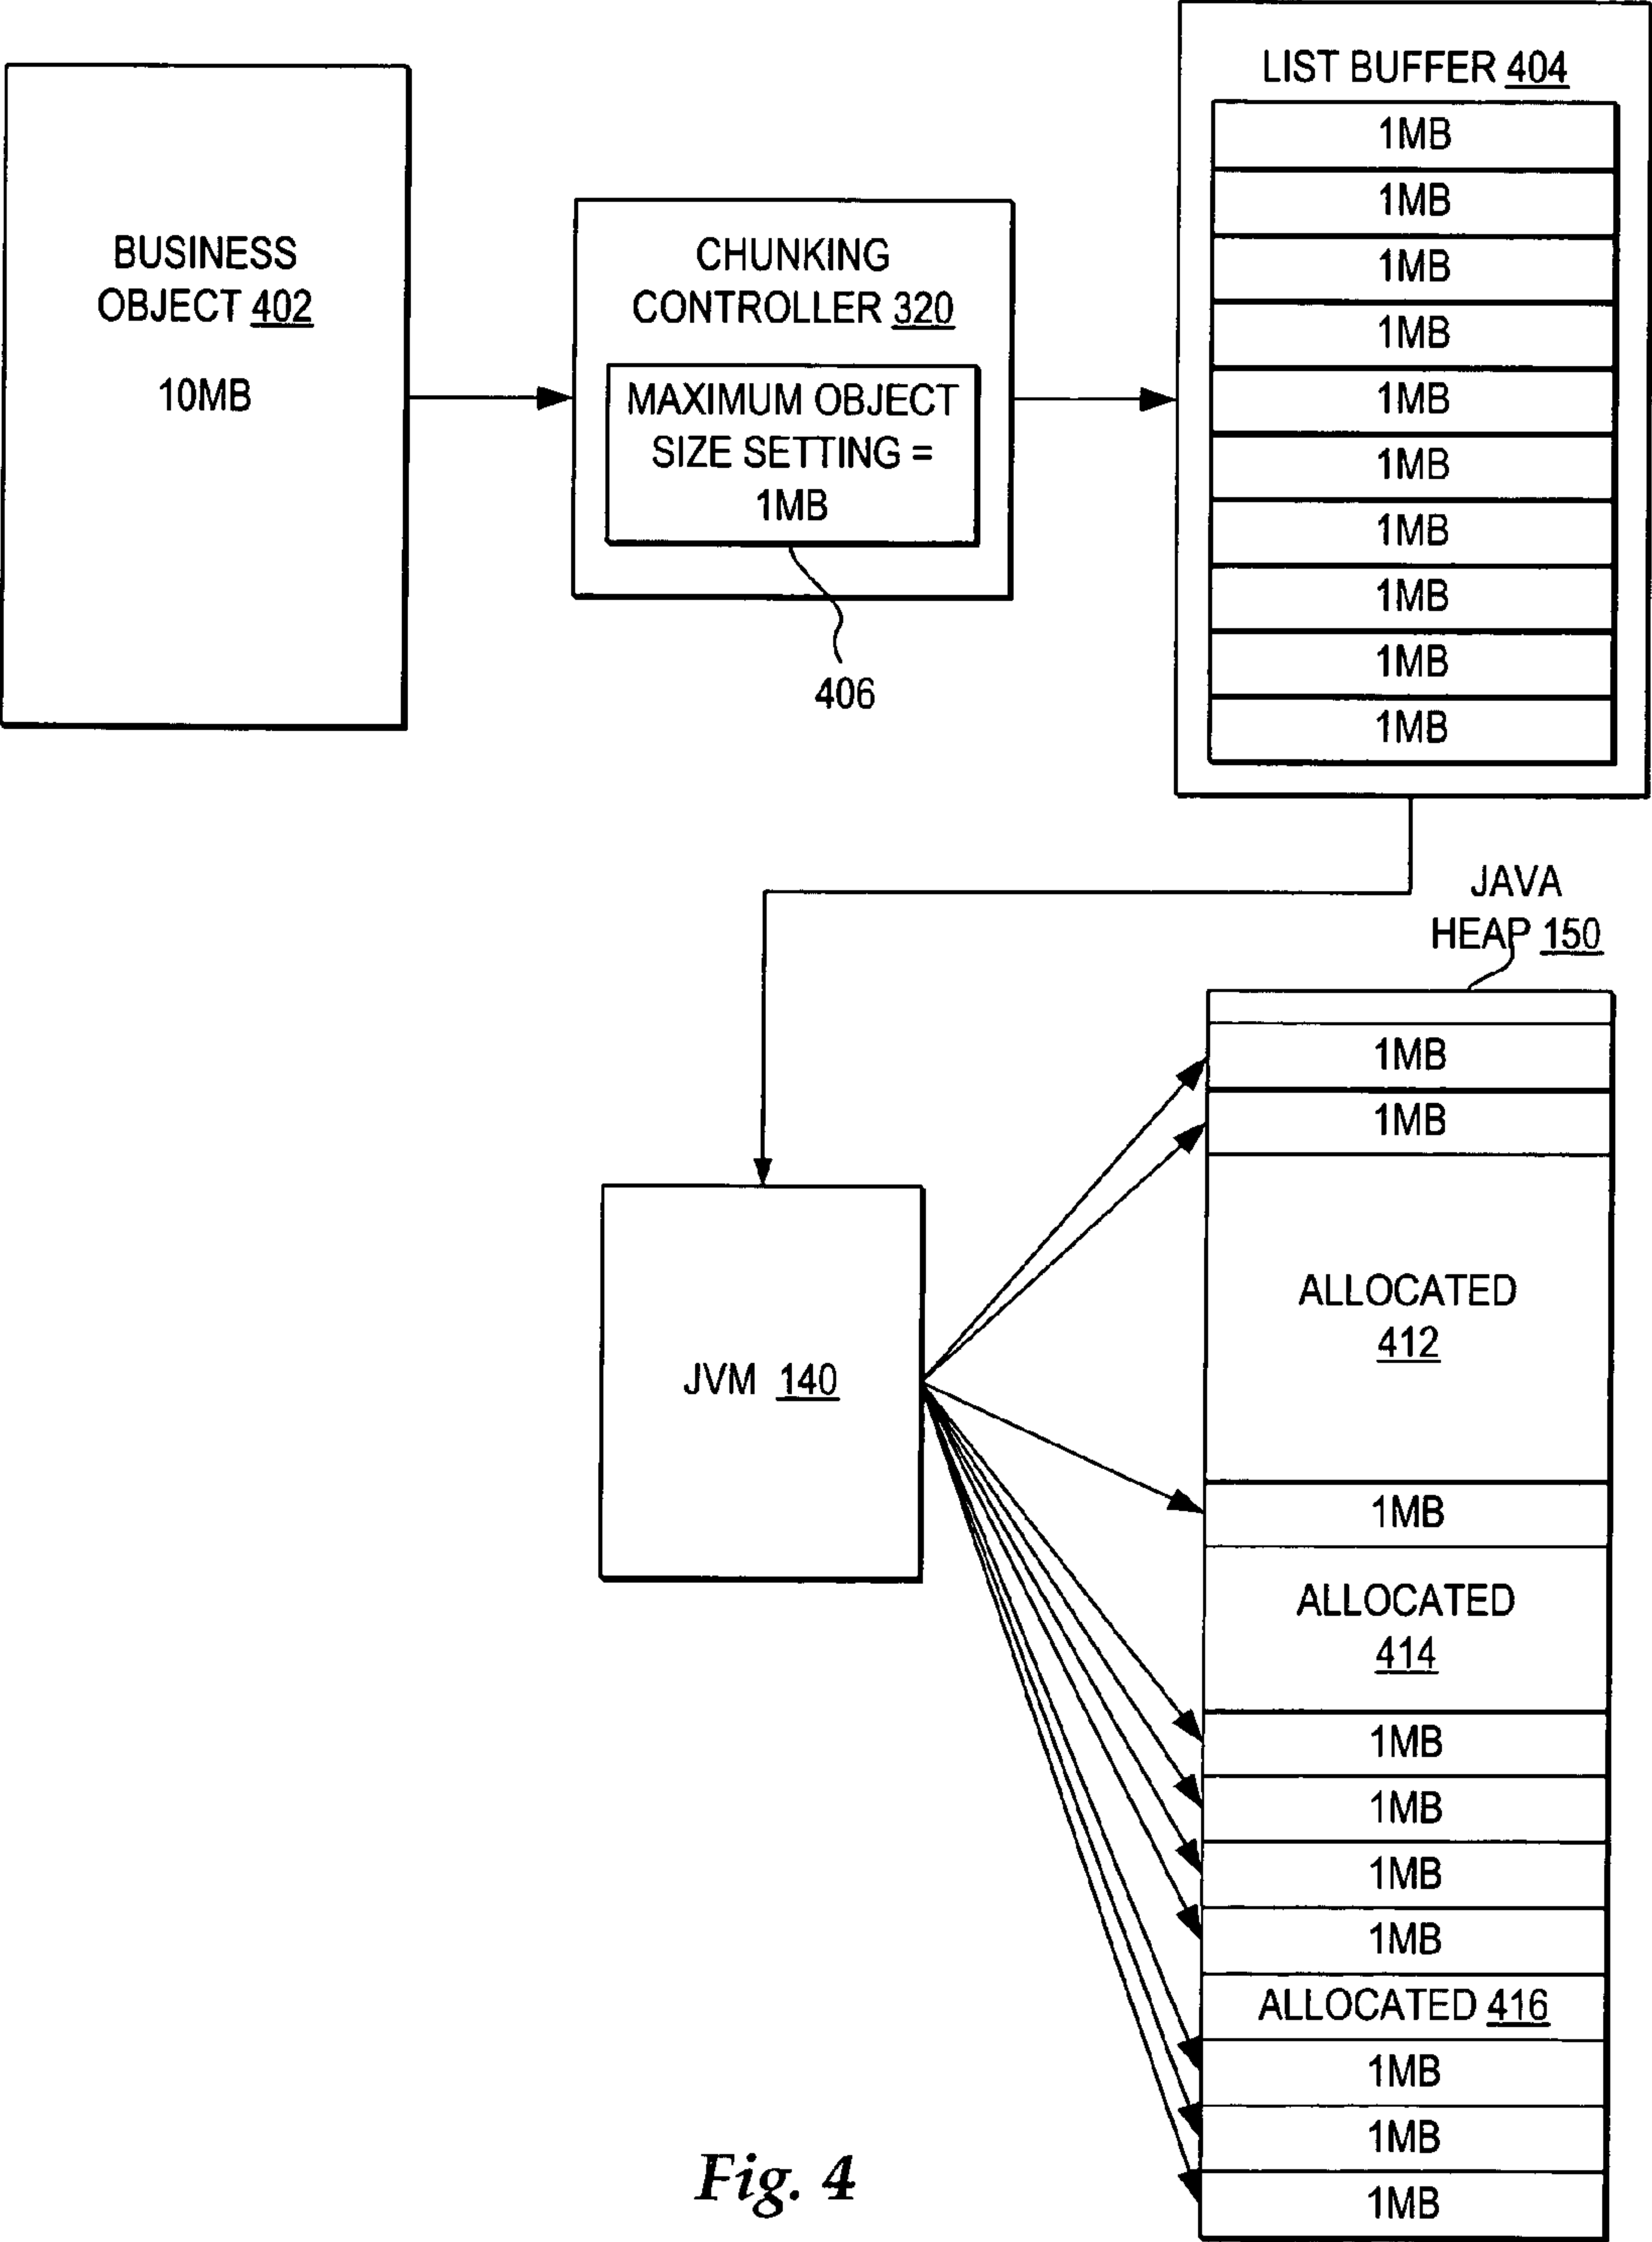 BUSINESS
OBJECT 402
10MB
CHUNKING
CONTROLLER 320
MAXIMUM OBJECT
SIZE SETTING =
1MB
406
LIST BUFFER 404
1MB
1MB
1MB
1MB
1MB
1MB
1MB
1MB
1MB
1MB
JAVA
HEAP 150
JVM 140
1MB
1MB
ALLOCATED
412
1MB
ALLOCATED
414
1MB
1MB
1MB
1MB
ALLOCATED 416
1MB
1MB
1MB
Fig. 4